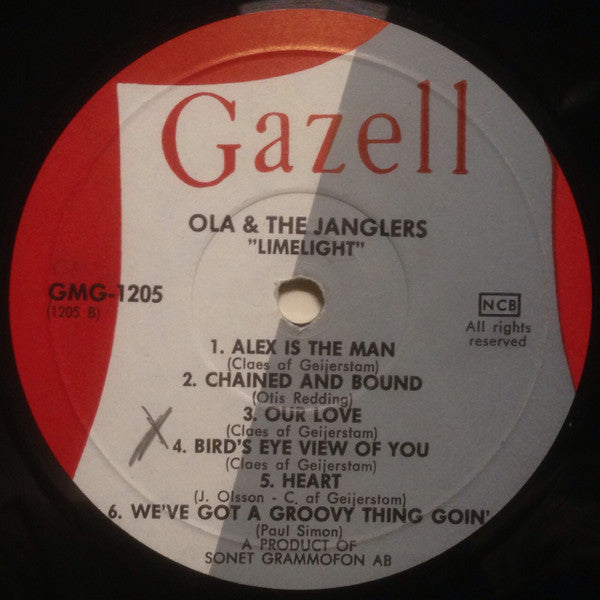 Gazell
OLA & THE JANGLERS
"LIMELIGHT"
GMG-1205
(1205 B)
NCB
All rights
reserved
1. ALEX IS THE MAN
(Claes af Geijerstam)
2. CHAINED AND BOUND
(Otis Redding)
3. OUR LOVE
(Claes af Geijerstam)
X
4. BIRD'S EYE VIEW OF YOU
(Claes af Geijerstam)
5. HEART
(J. Olsson - C. af Geijerstam)
6. WE'VE GOT A GROOVY THING GOIN'
(Paul Simon)
A PRODUCT OF
SONET GRAMMOFON AB